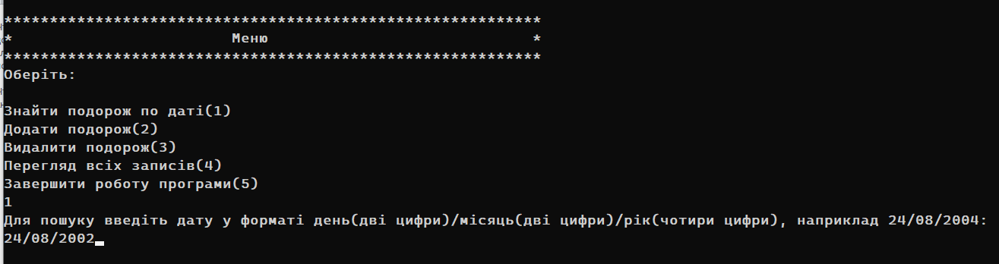 ***********************************************************
* Меню *
***********************************************************
Оберіть:
Знайти подорож по даті(1)
Додати подорож(2)
Видалити подорож(3)
Перегляд всіх записів(4)
Завершити роботу програми(5)
1
Для пошуку введіть дату у форматі день(дві цифри)/місяць(дві цифри)/рік(чотири цифри), наприклад 24/08/2004:
24/08/2002